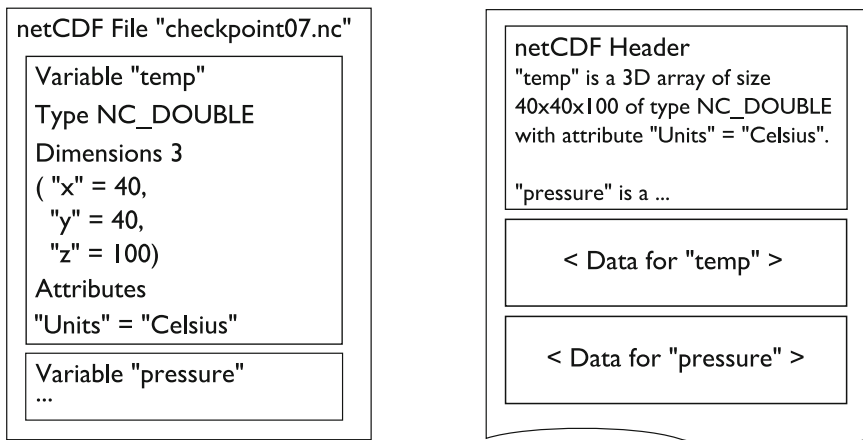 netCDF File "checkpoint07.nc"
Variable "temp"
Type NC_DOUBLE
Dimensions 3
( "x" = 40,
"y" = 40,
"z" = 100)
Attributes
"Units" = "Celsius"
Variable "pressure"
...
netCDF Header
"temp" is a 3D array of size
40x40x100 of type NC_DOUBLE
with attribute "Units" = "Celsius".
"pressure" is a ...
< Data for "temp" >
< Data for "pressure" >